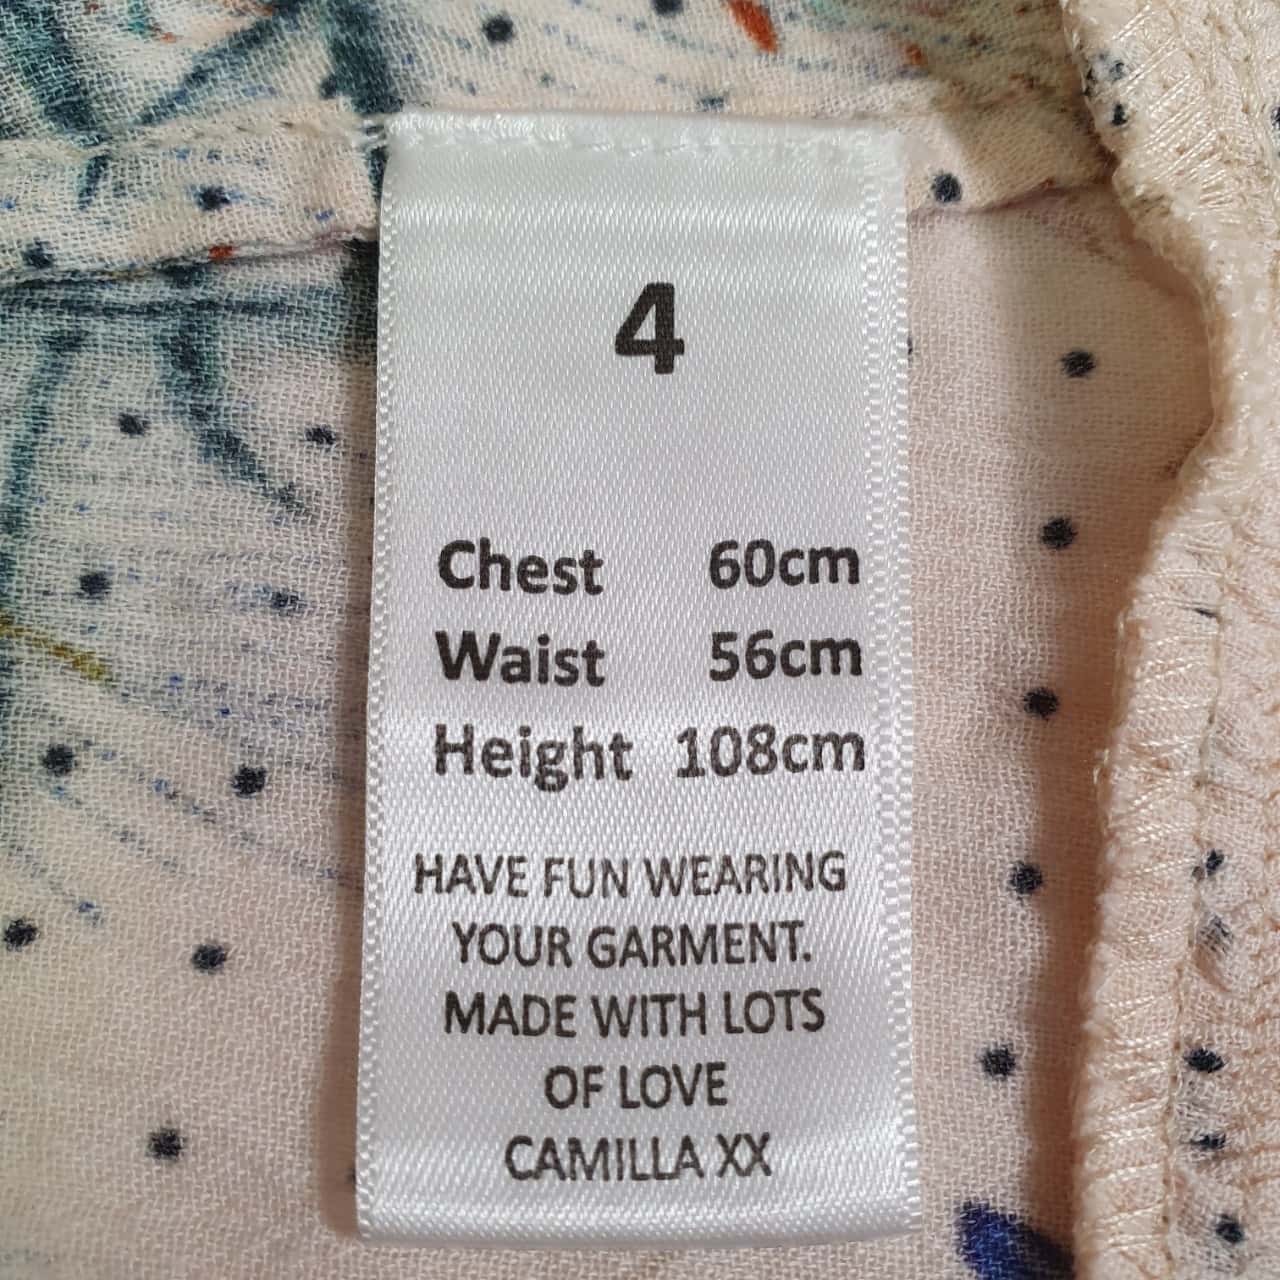 4
Chest 60cm
Waist 56cm
Height 108cm
HAVE FUN WEARING
YOUR GARMENT.
MADE WITH LOTS
OF LOVE
CAMILLA XX